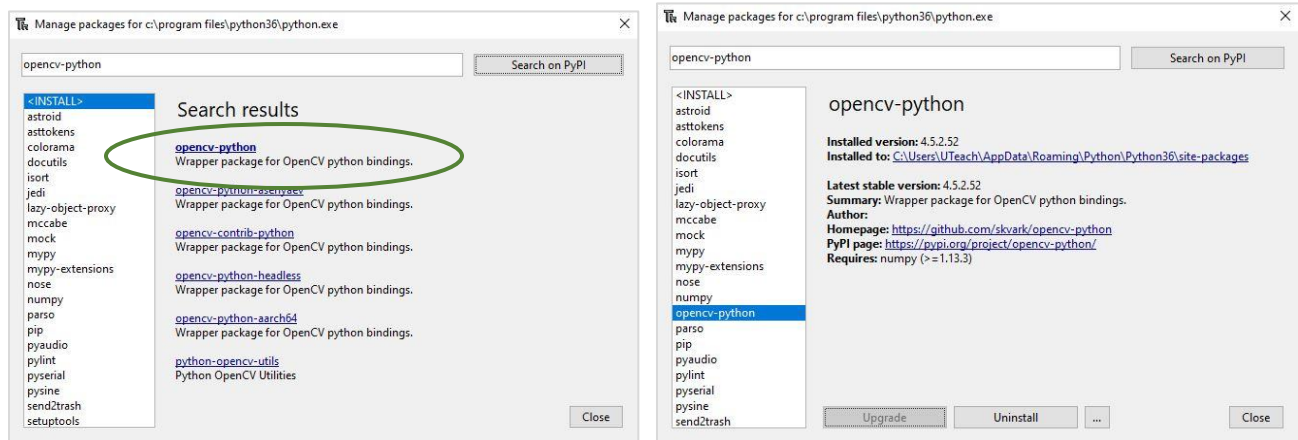 Manage packages for c:\program files\python36\python.exe
opencv-python
Search on PyPI
<INSTALL>
astroid
asttokens
colorama
docutils
isort
jedi
lazy-object-proxy
mccabe
mock
mypy
mypy-extensions
nose
numpy
parso
pip
pyaudio
pylint
pyserial
pysine
send2trash
setuptools
Search results
opencv-python
Wrapper package for OpenCV python bindings.
opencv-python-asenyaev
Wrapper package for OpenCV python bindings.
opencv-contrib-python
Wrapper package for OpenCV python bindings.
opencv-python-headless
Wrapper package for OpenCV python bindings.
opencv-python-aarch64
Wrapper package for OpenCV python bindings.
python-opencv-utils
Python OpenCV Utilities
Close
Manage packages for c:\program files\python36\python.exe
opencv-python
Search on PyPI
<INSTALL>
astroid
asttokens
colorama
docutils
isort
jedi
lazy-object-proxy
mccabe
mock
mypy
mypy-extensions
nose
numpy
opencv-python
parso
pip
pyaudio
pylint
pyserial
pysine
send2trash
opencv-python
Installed version: 4.5.2.52
Installed to: C:\Users\UTeach\AppData\Roaming\Python\Python36\site-packages
Latest stable version: 4.5.2.52
Summary: Wrapper package for OpenCV python bindings.
Author:
Homepage: https://github.com/skvark/opencv-python
PyPI page: https://pypi.org/project/opencv-python/
Requires: numpy (>=1.13.3)
Upgrade
Uninstall
...
Close